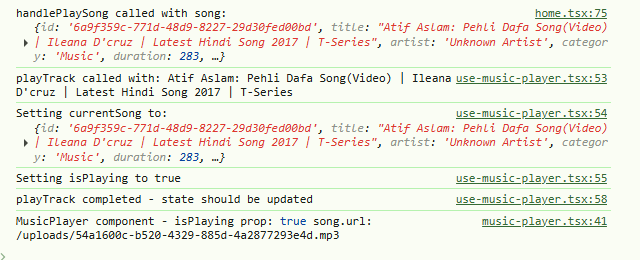 handlePlaySong called with song: home.tsx:75
{id: '6a9f359c-771d-48d9-8227-29d30fed00bd', title: "Atif Aslam: Pehli Dafa Song(Video)
| Ileana D'cruz | Latest Hindi Song 2017 | T-Series", artist: 'Unknown Artist', categor
y: 'Music', duration: 283, …}
playTrack called with: Atif Aslam: Pehli Dafa Song(Video) | Ileana use-music-player.tsx:53
D'cruz | Latest Hindi Song 2017 | T-Series
Setting currentSong to: use-music-player.tsx:54
{id: '6a9f359c-771d-48d9-8227-29d30fed00bd', title: "Atif Aslam: Pehli Dafa Song(Video)
| Ileana D'cruz | Latest Hindi Song 2017 | T-Series", artist: 'Unknown Artist', categor
y: 'Music', duration: 283, …}
Setting isPlaying to true use-music-player.tsx:55
playTrack completed - state should be updated use-music-player.tsx:58
MusicPlayer component - isPlaying prop: true song.url: music-player.tsx:41
/uploads/54a1600c-b520-4329-885d-4a2877293e4d.mp3